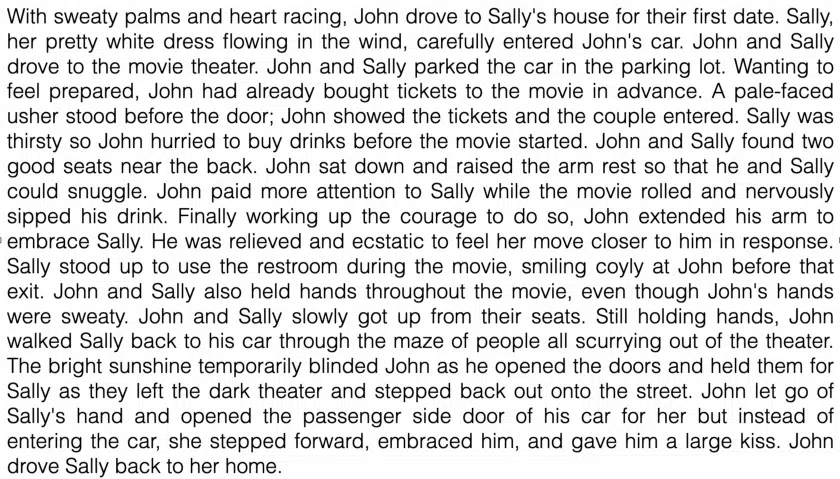 With sweaty palms and heart racing, John drove to Sally's house for their first date. Sally,
her pretty white dress flowing in the wind, carefully entered John's car. John and Sally
drove to the movie theater. John and Sally parked the car in the parking lot. Wanting to
feel prepared, John had already bought tickets to the movie in advance. A pale-faced
usher stood before the door; John showed the tickets and the couple entered. Sally was
thirsty so John hurried to buy drinks before the movie started. John and Sally found two
good seats near the back. John sat down and raised the arm rest so that he and Sally
could snuggle. John paid more attention to Sally while the movie rolled and nervously
sipped his drink. Finally working up the courage to do so, John extended his arm to
embrace Sally. He was relieved and ecstatic to feel her move closer to him in response.
Sally stood up to use the restroom during the movie, smiling coyly at John before that
exit. John and Sally also held hands throughout the movie, even though John's hands
were sweaty. John and Sally slowly got up from their seats. Still holding hands, John
walked Sally back to his car through the maze of people all scurrying out of the theater.
The bright sunshine temporarily blinded John as he opened the doors and held them for
Sally as they left the dark theater and stepped back out onto the street. John let go of
Sally's hand and opened the passenger side door of his car for her but instead of
entering the car, she stepped forward, embraced him, and gave him a large kiss. John
drove Sally back to her home.